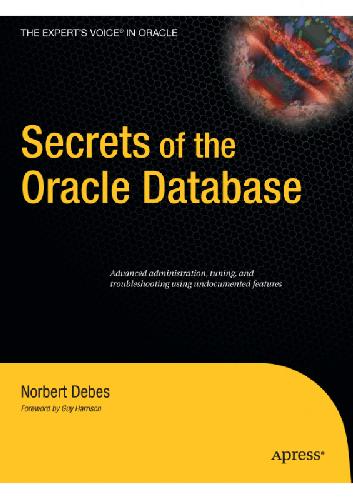 THE EXPERT'S VOICE® IN ORACLE
Secrets of the
Oracle Database
Advanced administration, tuning, and
troubleshooting using undocumented features
Norbert Debes
Foreword by Guy Harrison
Apress®